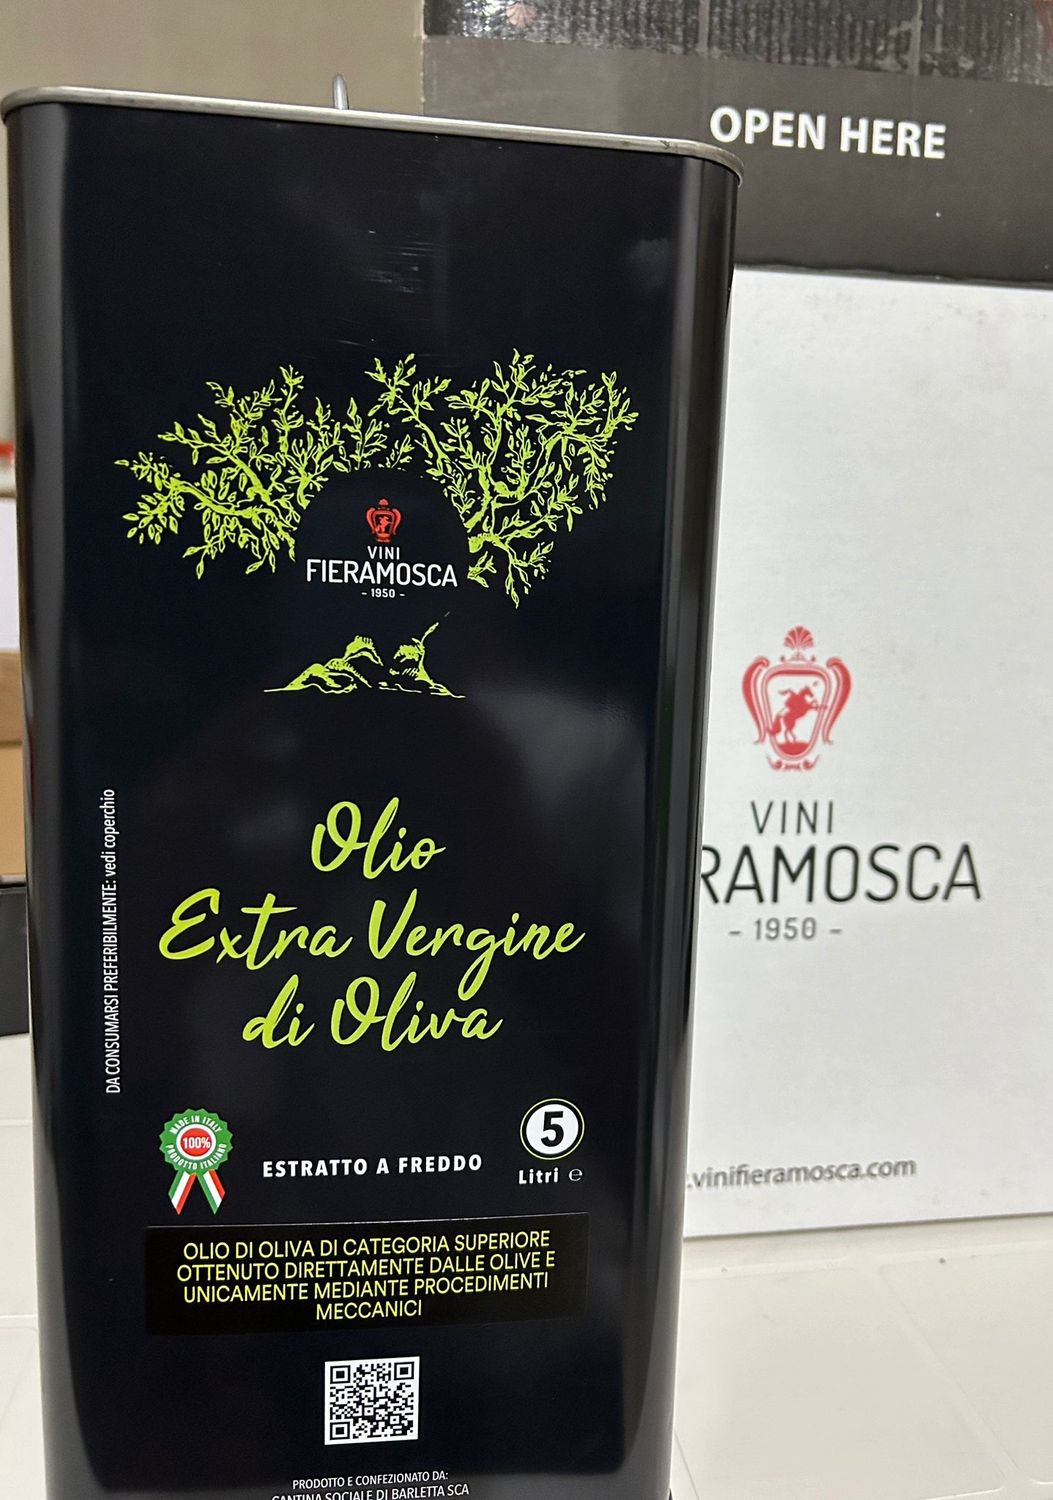 OPEN HERE
VINI
FIERAMOSCA
- 1950 -
VINI
RAMOSCA
- 1950 -
.vinifieramosca.com
DA CONSUMARSI PREFERIBILMENTE: vedi coperchio
Olio
Extra Vergine
di Oliva
MADE IN ITALY
100%
PRODOTTO ITALIANO
ESTRATTO A FREDDO
5
Litri ℮
OLIO DI OLIVA DI CATEGORIA SUPERIORE
OTTENUTO DIRETTAMENTE DALLE OLIVE E
UNICAMENTE MEDIANTE PROCEDIMENTI
MECCANICI
PRODOTTO E CONFEZIONATO DA:
CANTINA SOCIALE DI BARLETTA SCA